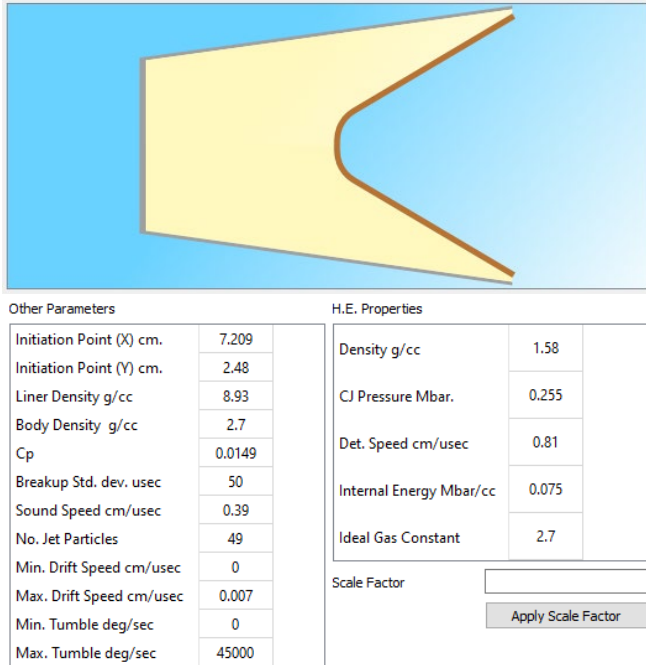 Other Parameters
Initiation Point (X) cm. 7.209
Initiation Point (Y) cm. 2.48
Liner Density g/cc 8.93
Body Density g/cc 2.7
Cp 0.0149
Breakup Std. dev. usec 50
Sound Speed cm/usec 0.39
No. Jet Particles 49
Min. Drift Speed cm/usec 0
Max. Drift Speed cm/usec 0.007
Min. Tumble deg/sec 0
Max. Tumble deg/sec 45000
H.E. Properties
Density g/cc 1.58
CJ Pressure Mbar. 0.255
Det. Speed cm/usec 0.81
Internal Energy Mbar/cc 0.075
Ideal Gas Constant 2.7
Scale Factor
Apply Scale Factor